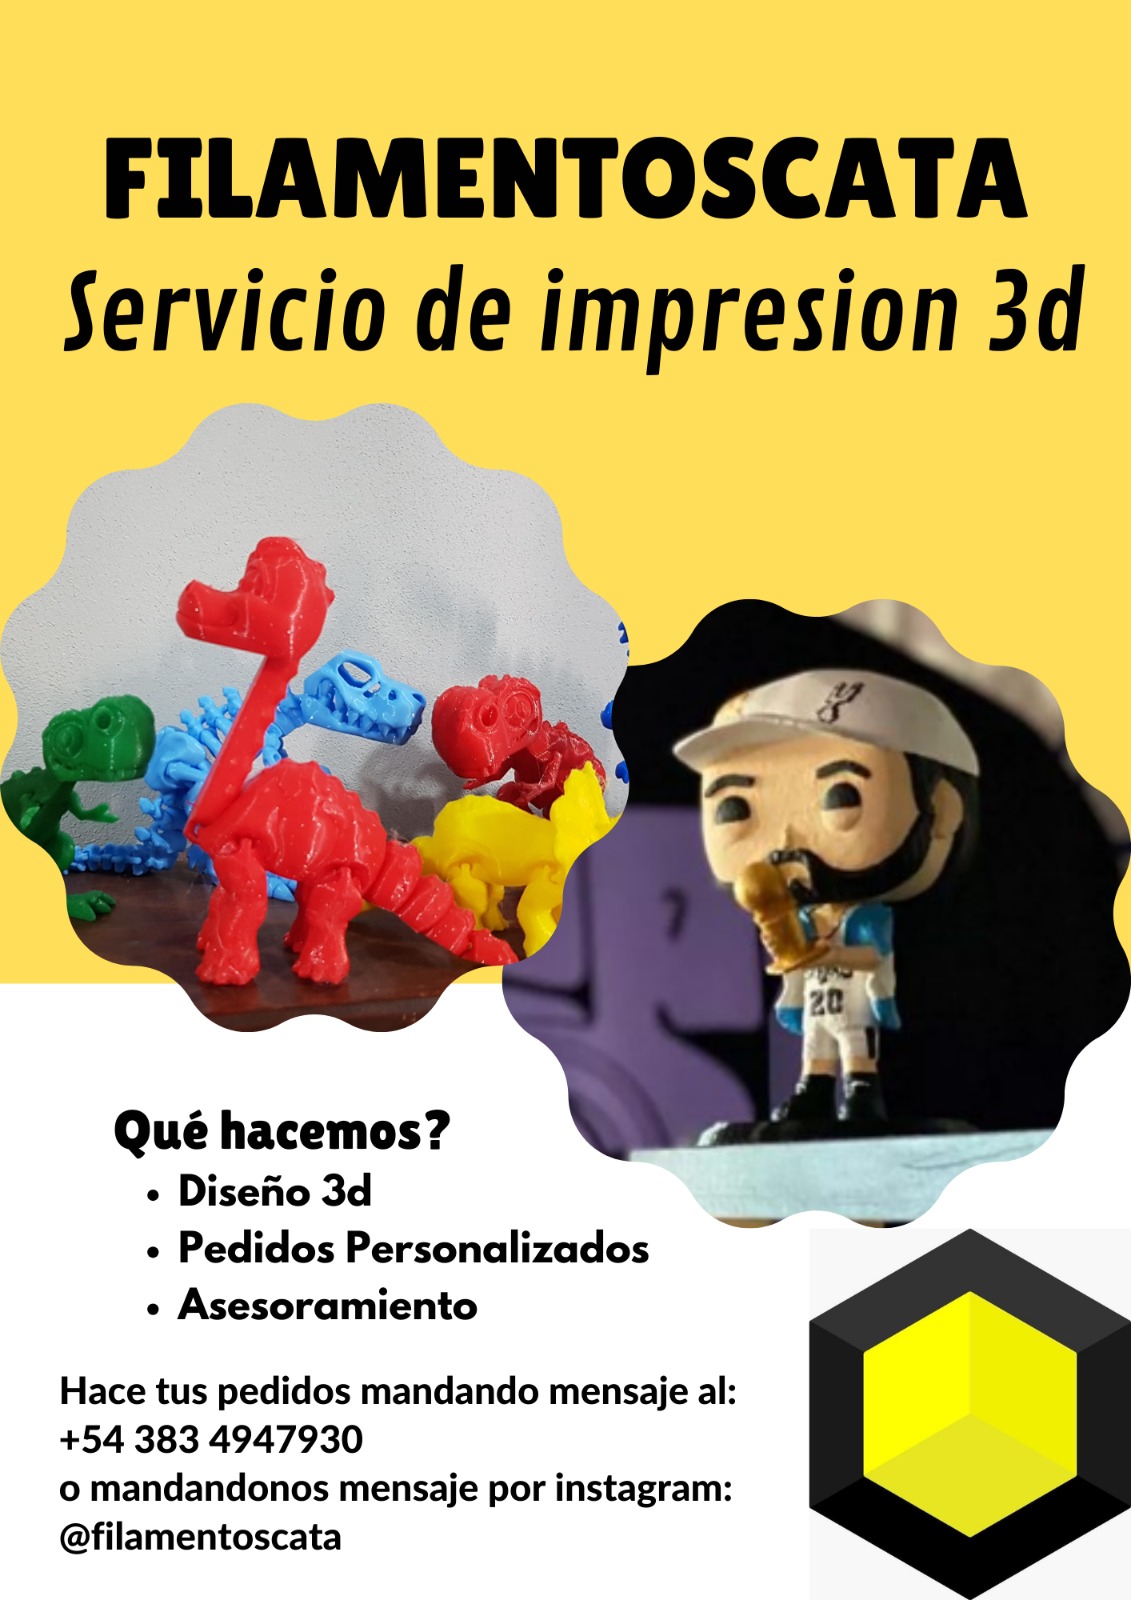 FILAMENTOSCATA
Servicio de impresion 3d
20
Qué hacemos?
• Diseño 3d
• Pedidos Personalizados
• Asesoramiento
Hace tus pedidos mandando mensaje al:
+54 383 4947930
o mandandonos mensaje por instagram:
@filamentoscata